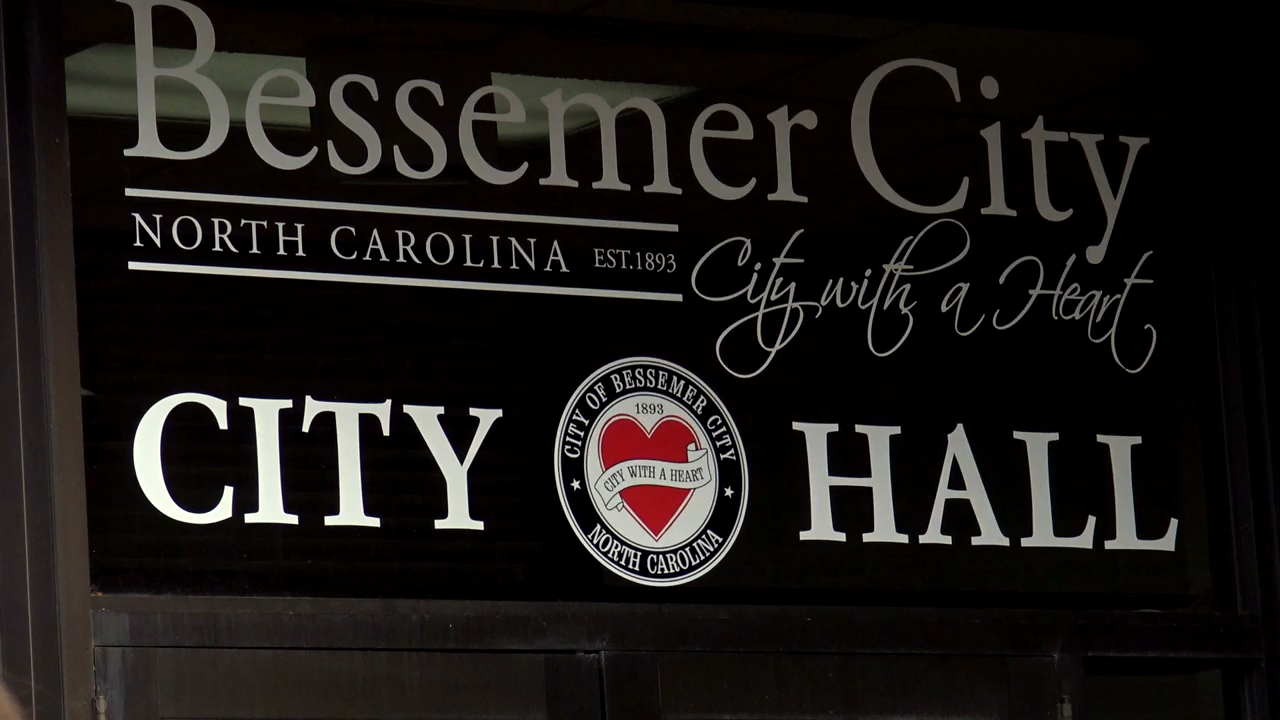 Bessemer City
NORTH CAROLINA EST.1893
City with a Heart
CITY HALL
CITY OF BESSEMER CITY
1893
CITY WITH A HEART
NORTH CAROLINA